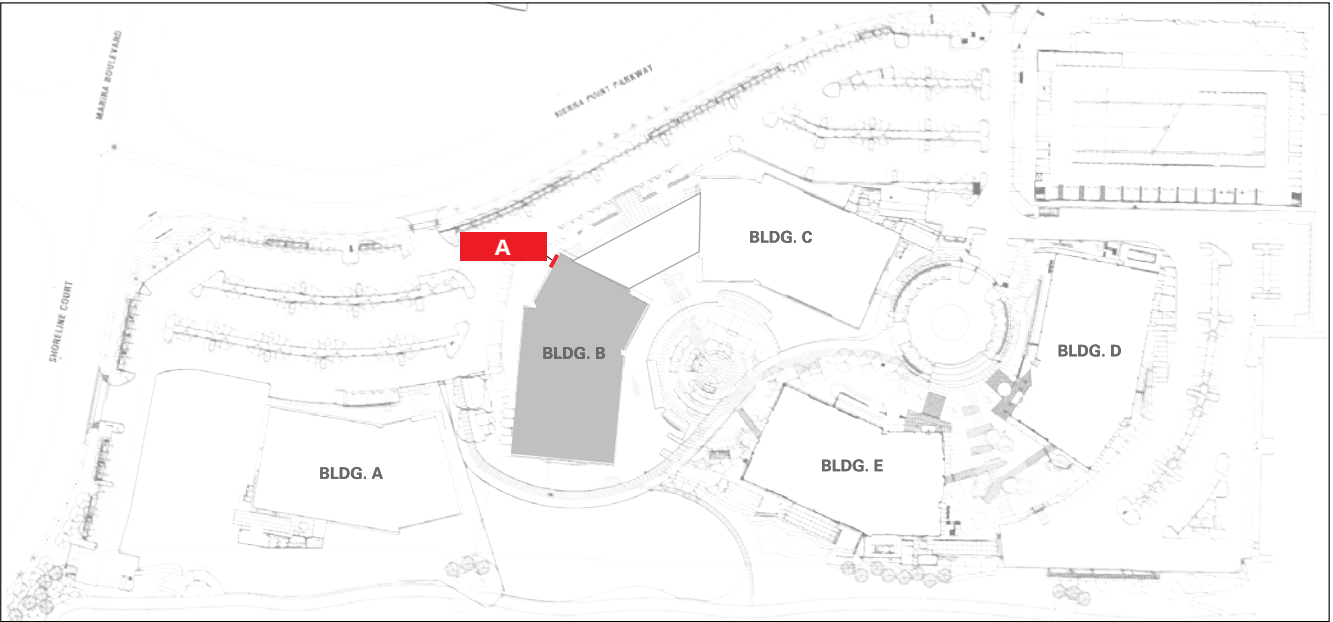 MARINA BOULEVARD
SIERRA POINT PARKWAY
BLDG. C
A
SHORELINE COURT
BLDG. B
BLDG. D
BLDG. E
BLDG. A